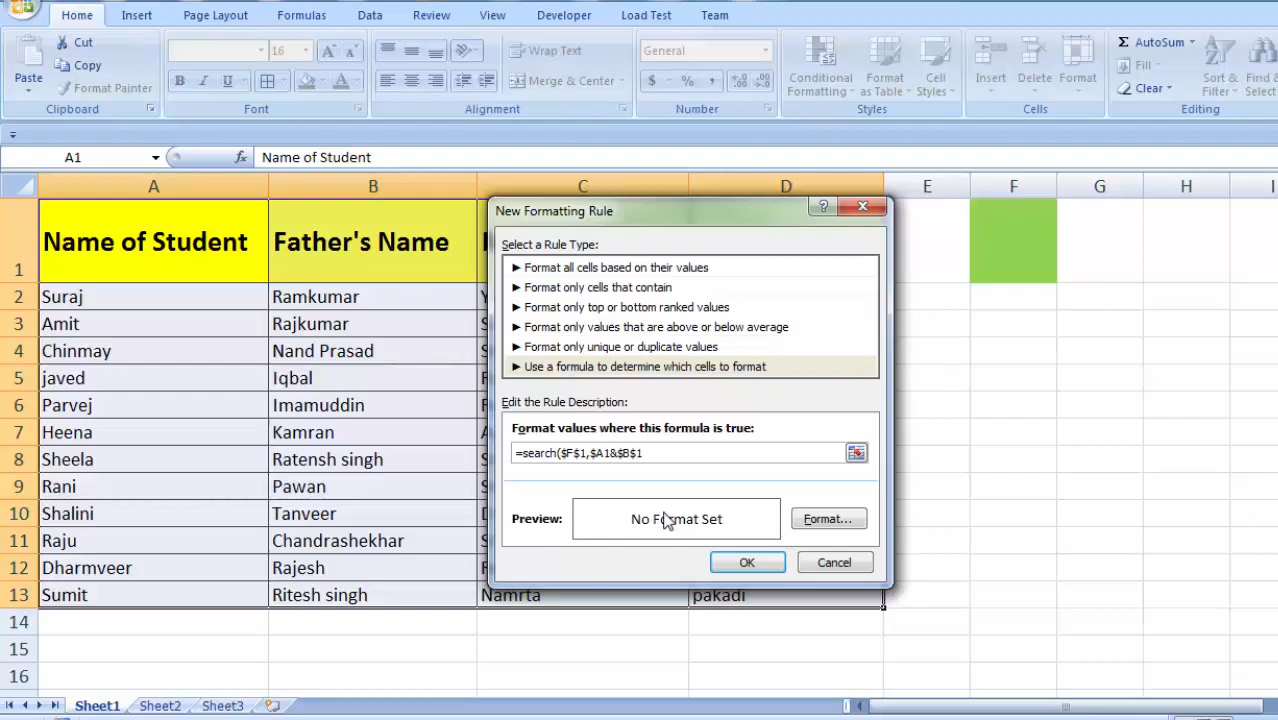 Home Insert Page Layout Formulas Data Review View Developer Load Test Team
Cut
Copy
Format Painter
Paste
16 A A
B I U A
Wrap Text
Merge & Center
General
$ % ,
Conditional Formatting
Format as Table
Cell Styles
Insert Delete Format
Σ AutoSum
Fill
Clear
Sort & Filter
Find & Select
Clipboard Font Alignment Number Styles Cells Editing
A1 fx Name of Student
A B C D E F G H I
1 Name of Student Father's Name
2 Suraj Ramkumar Y
3 Amit Rajkumar S
4 Chinmay Nand Prasad S
5 javed Iqbal
6 Parvej Imamuddin
7 Heena Kamran A
8 Sheela Ratensh singh
9 Rani Pawan
10 Shalini Tanveer
11 Raju Chandrashekhar
12 Dharmveer Rajesh
13 Sumit Ritesh singh Namrta pakadi
14
15
16
New Formatting Rule
Select a Rule Type:
► Format all cells based on their values
► Format only cells that contain
► Format only top or bottom ranked values
► Format only values that are above or below average
► Format only unique or duplicate values
► Use a formula to determine which cells to format
Edit the Rule Description:
Format values where this formula is true:
=search($F$1,$A1&$B$1
Preview: No Format Set Format...
OK Cancel
Sheet1 Sheet2 Sheet3